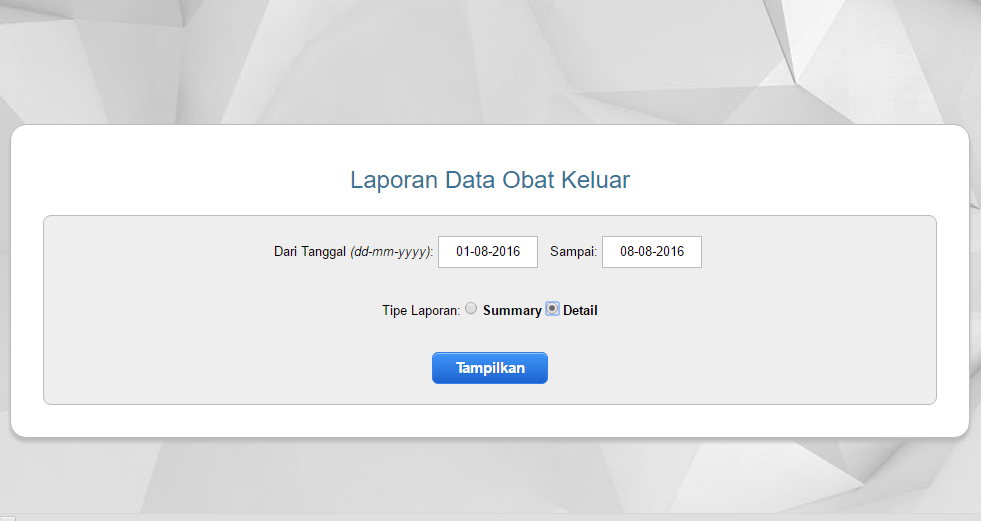 Laporan Data Obat Keluar
Dari Tanggal (dd-mm-yyyy): 01-08-2016 Sampai: 08-08-2016
Tipe Laporan: Summary Detail
Tampilkan